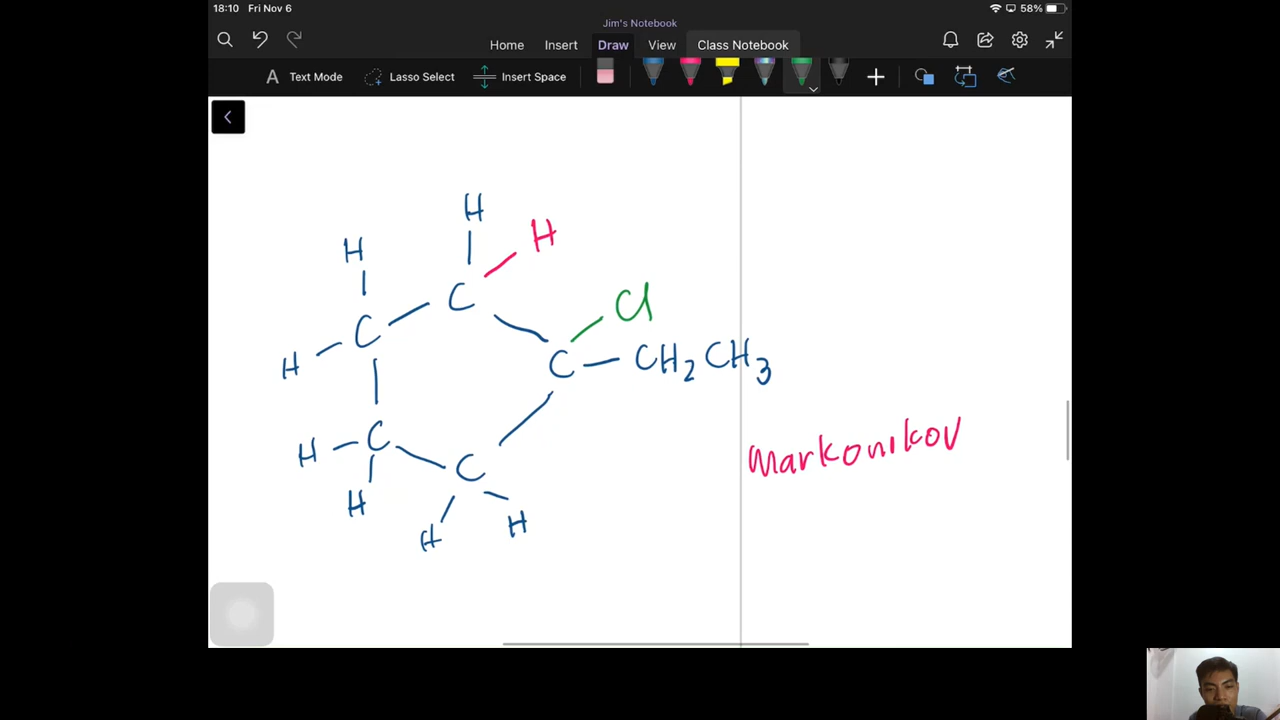 18:10 Fri Nov 6
58%
Jim's Notebook
Home Insert Draw View Class Notebook
A Text Mode Lasso Select Insert Space
H
H
H
C
Cl
C
H
C CH2CH3
C
H
C
H
H
H
Markonikov